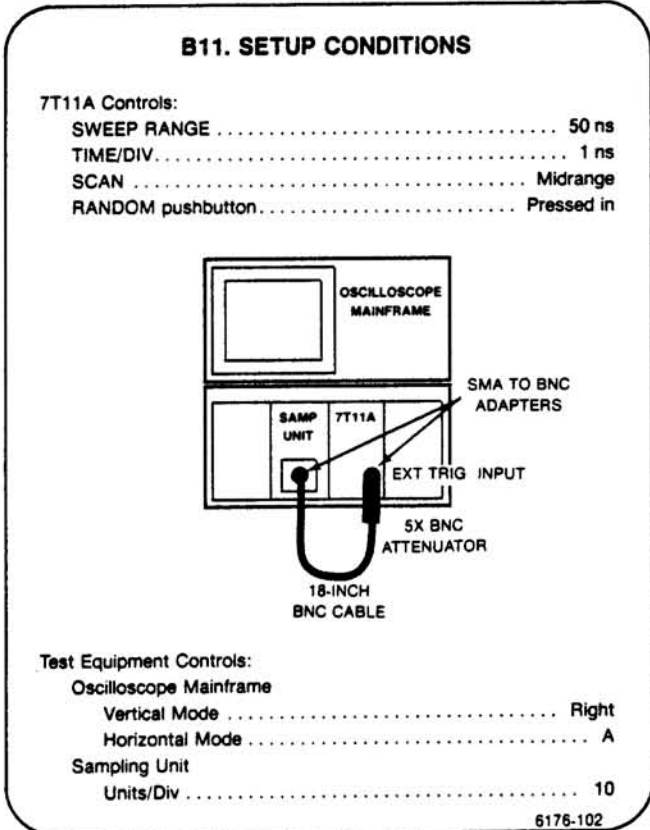 B11. SETUP CONDITIONS
7T11A Controls:
SWEEP RANGE ........................................ 50 ns
TIME/DIV................................................ 1 ns
SCAN .............................................. Midrange
RANDOM pushbutton.......................... Pressed in
OSCILLOSCOPE
MAINFRAME
SMA TO BNC
ADAPTERS
SAMP
UNIT
7T11A
EXT TRIG INPUT
5X BNC
ATTENUATOR
18-INCH
BNC CABLE
Test Equipment Controls:
Oscilloscope Mainframe
Vertical Mode ..................................... Right
Horizontal Mode ..................................... A
Sampling Unit
Units/Div .......................................... 10
6176-102